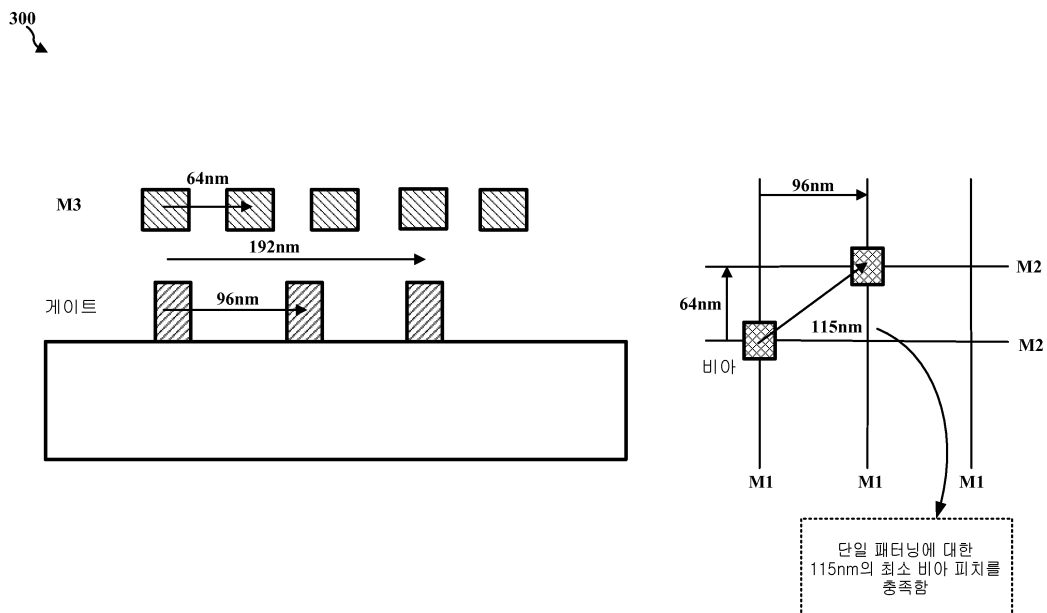 300
64nm
M3
192nm
게이트
96nm
96nm
M2
64nm
115nm
M2
비아
M1
M1
M1
단일 패터닝에 대한
115nm의 최소 비아 피치를
충족함